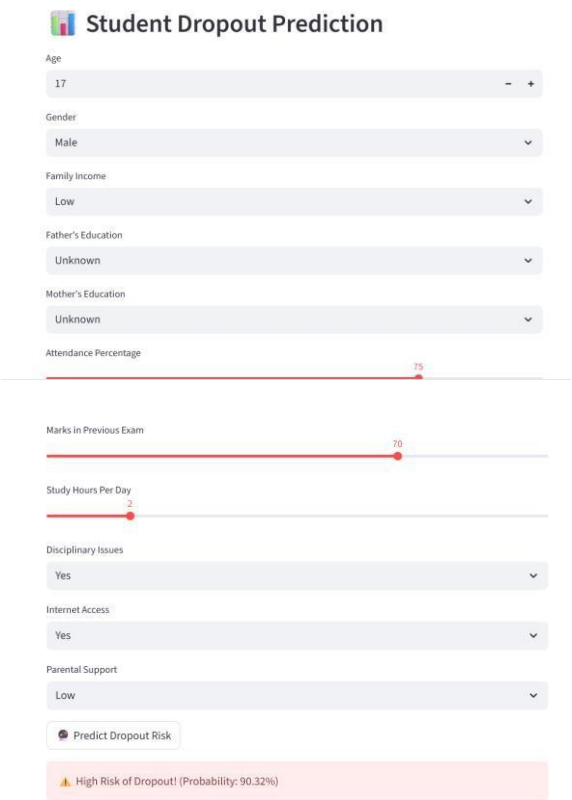 Student Dropout Prediction
Age
17
Gender
Male
Family Income
Low
Father's Education
Unknown
Mother's Education
Unknown
Attendance Percentage
75
Marks in Previous Exam
70
Study Hours Per Day
2
Disciplinary Issues
Yes
Internet Access
Yes
Parental Support
Low
Predict Dropout Risk
High Risk of Dropout! (Probability: 90.32%)